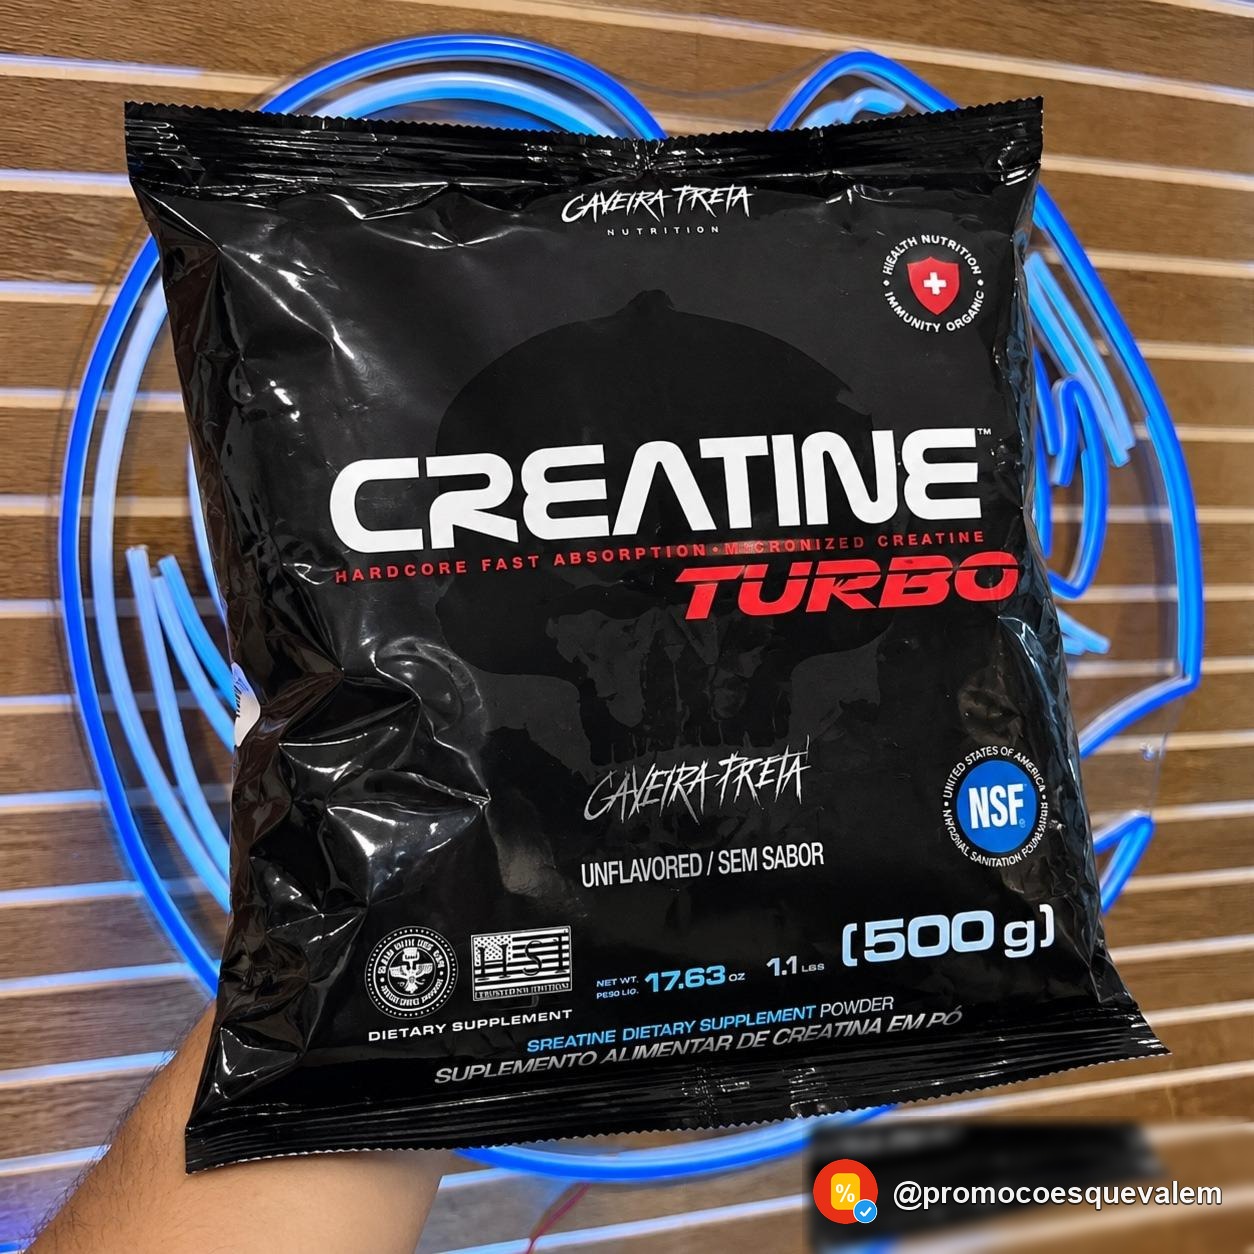 CAVEIRA PRETA
NUTRITION
HEALTH NUTRITION
IMMUNITY ORGANIC
CREATINE™
HARDCORE FAST ABSORPTION • MICRONIZED CREATINE
TURBO
CAVEIRA PRETA
UNITED STATES OF AMERICA
NSF®
SANITATION
UNFLAVORED / SEM SABOR
(500 g)
NET WT. 17.63 OZ 1.1 LBS
PESO LIQ.
DIETARY SUPPLEMENT
SREATINE DIETARY SUPPLEMENT POWDER
SUPLEMENTO ALIMENTAR DE CREATINA EM PÓ
%
@promocoesquevalem